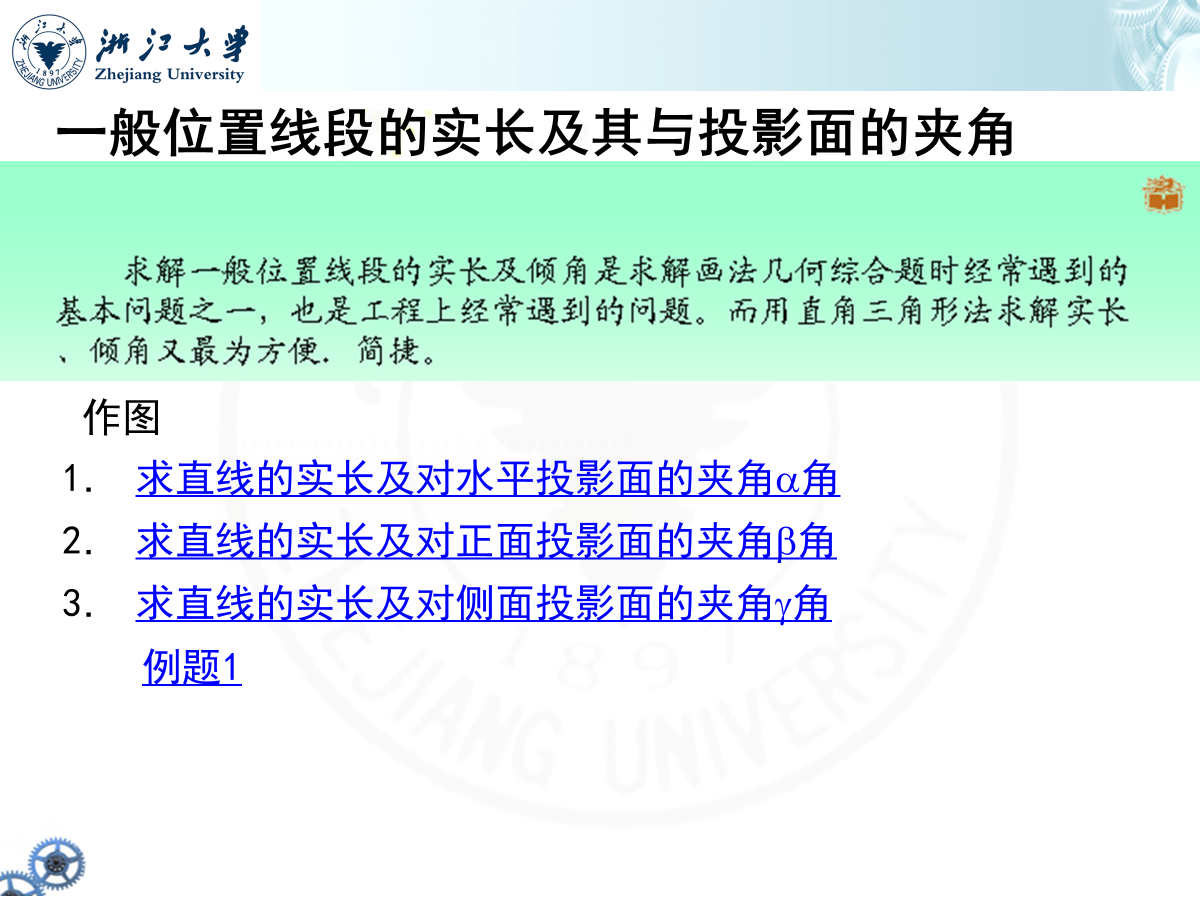 浙江大学
Zhejiang University
ZHEJIANG UNIVERSITY
1897
一般位置线段的实长及其与投影面的夹角
求解一般位置线段的实长及倾角是求解画法几何综合题时经常遇到的
基本问题之一，也是工程上经常遇到的问题。而用直角三角形法求解实长
、倾角又最为方便．简捷。
作图
1. 求直线的实长及对水平投影面的夹角α角
2. 求直线的实长及对正面投影面的夹角β角
3. 求直线的实长及对侧面投影面的夹角γ角
例题1
1897
ZHEJIANG UNIVERSITY